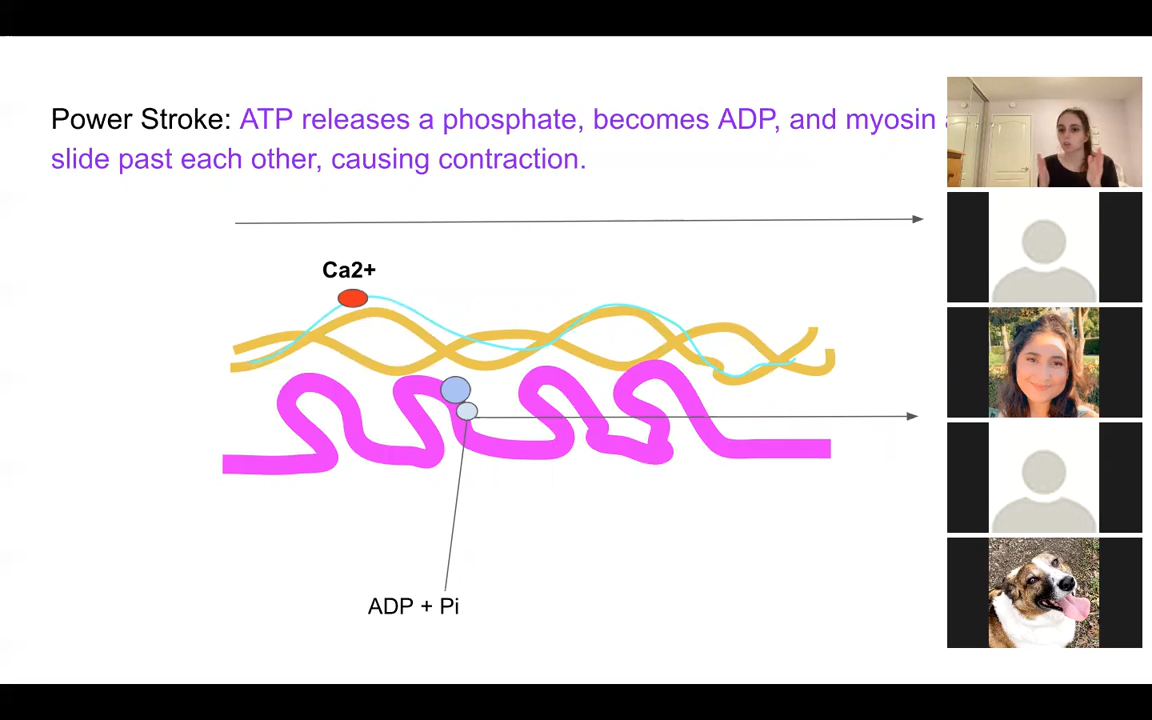 Power Stroke: ATP releases a phosphate, becomes ADP, and myosin
slide past each other, causing contraction.
Ca2+
ADP + Pi